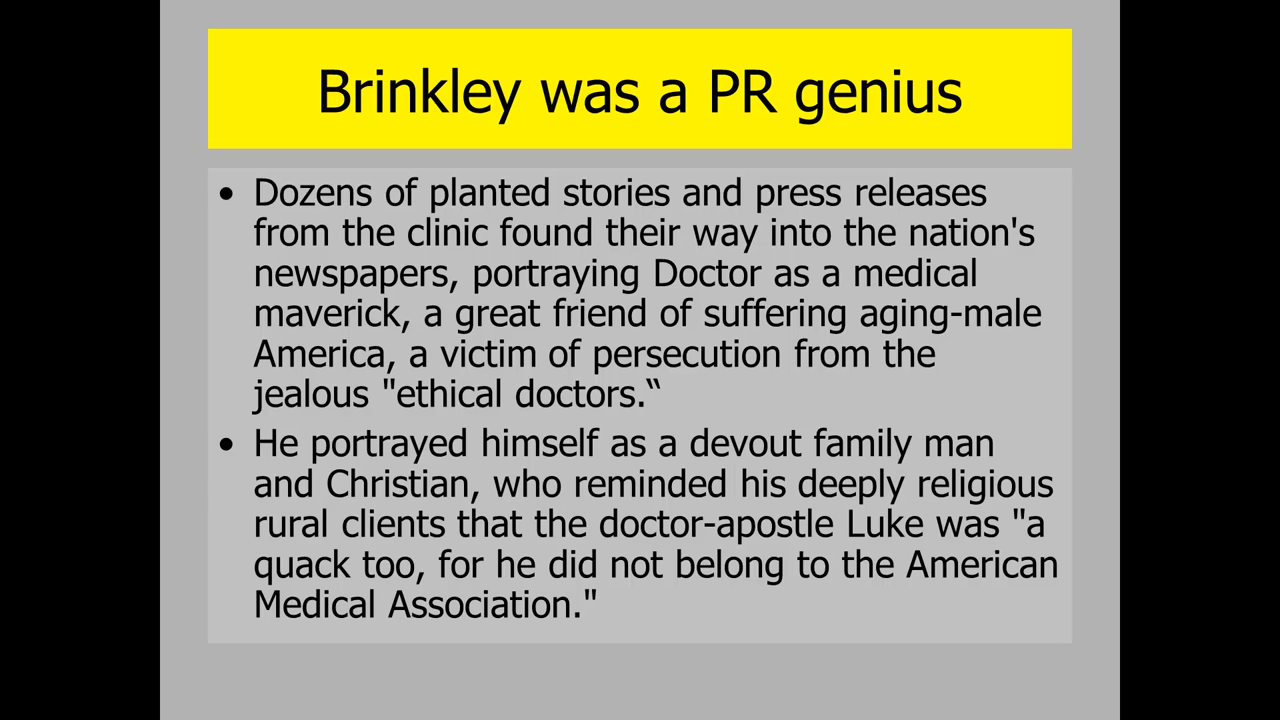 Brinkley was a PR genius
• Dozens of planted stories and press releases
from the clinic found their way into the nation's
newspapers, portraying Doctor as a medical
maverick, a great friend of suffering aging-male
America, a victim of persecution from the
jealous "ethical doctors.“
• He portrayed himself as a devout family man
and Christian, who reminded his deeply religious
rural clients that the doctor-apostle Luke was "a
quack too, for he did not belong to the American
Medical Association."